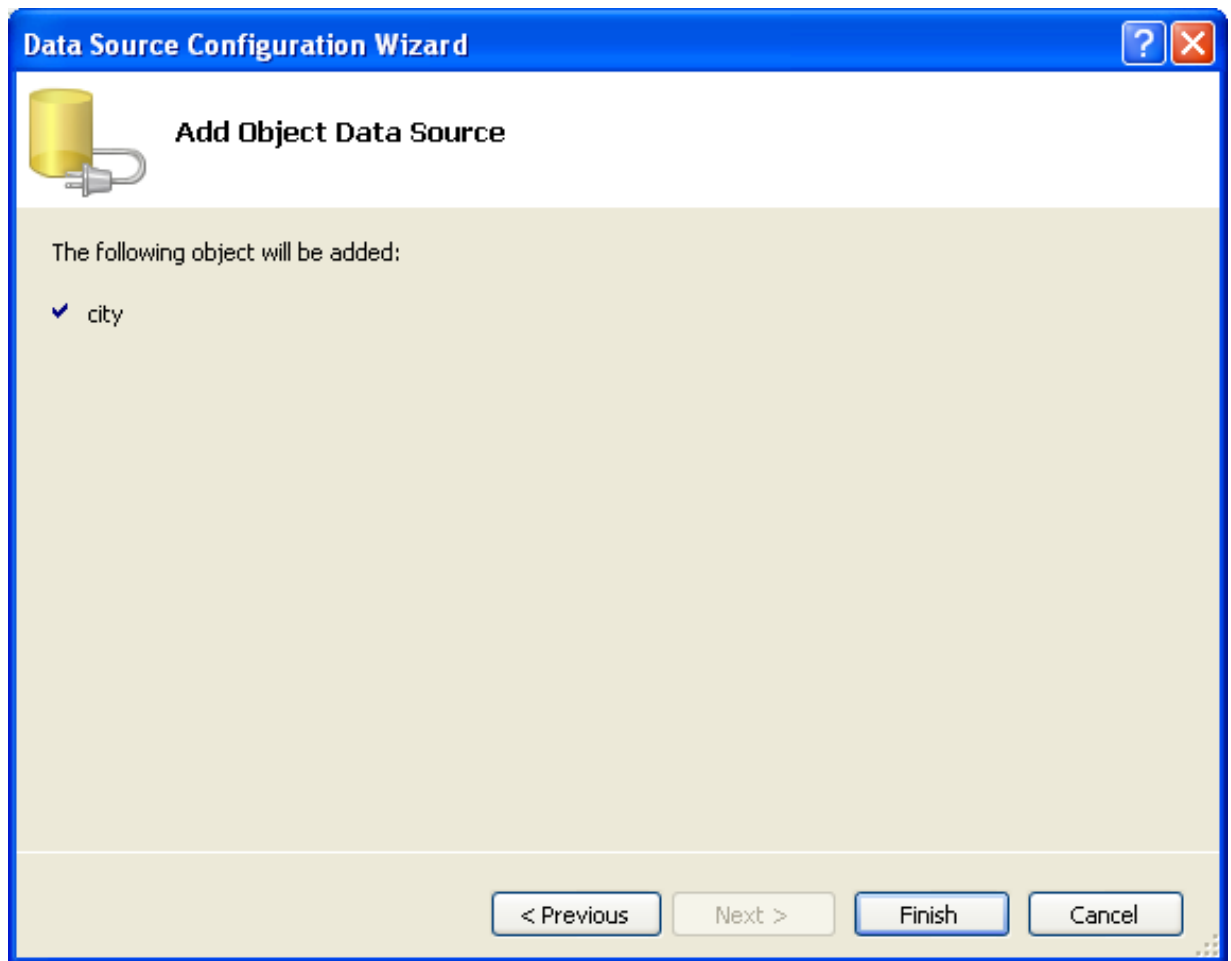 Data Source Configuration Wizard
?
Add Object Data Source
The following object will be added:
city
< Previous Next > Finish Cancel